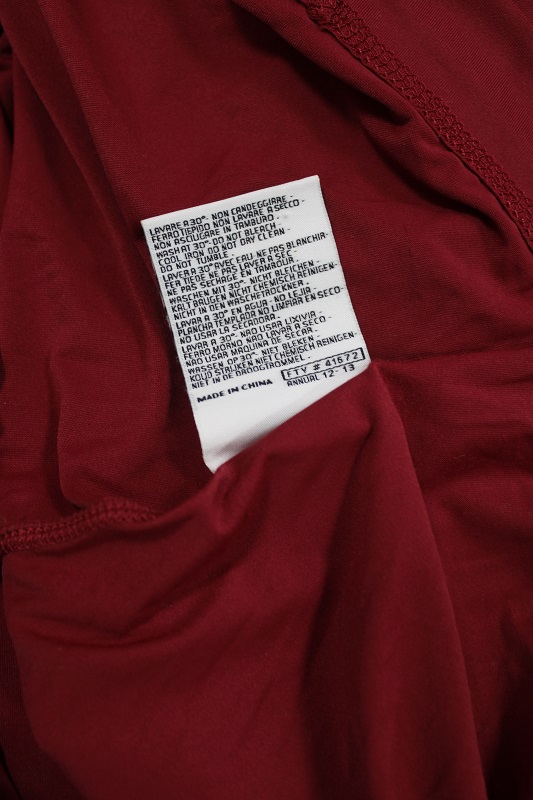 LAVARE A 30°- NON CANDEGGIARE -
FERRO TIEPIDO NON LAVARE A SECCO -
NON ASCIUGARE IN TAMBURO
WASH AT 30° DO NOT BLEACH -
COOL IRON DO NOT DRY CLEAN -
DO NOT TUMBLE -
LAVER A 30° AVEC EAU NE PAS BLANCHIR-
FER TIEDE NE PAS LAVER A SEC -
NE PAS SECHAGE EN TAMBOUR -
WASCHEN MIT 30°- NICHT BLEICHEN -
KALT BRUGEN NICHT CHEMISCH REINIGEN-
NICHT IN DEN WASCHETROCKNER -
LAVAR A 30° EN AGUA - NO LEJIA -
PLANCHA TEMPLADA NO LIMPIAR EN SECO-
NO USAR LA SECADORA -
LAVAR A 30°- NÃO USAR LIXIVIA -
FERRO MORNO NÃO LAVAR A SECO -
NÃO USAR MAQUINA DE SECAR -
WASSEN OP 30°- NIET BLEKEN -
KOUD STRIJKEN NIET CHEMISCH REINIGEN-
NIET IN DE DROOGTROMMEL -
MADE IN CHINA
FTY # 41572
ANNUAL 12-13